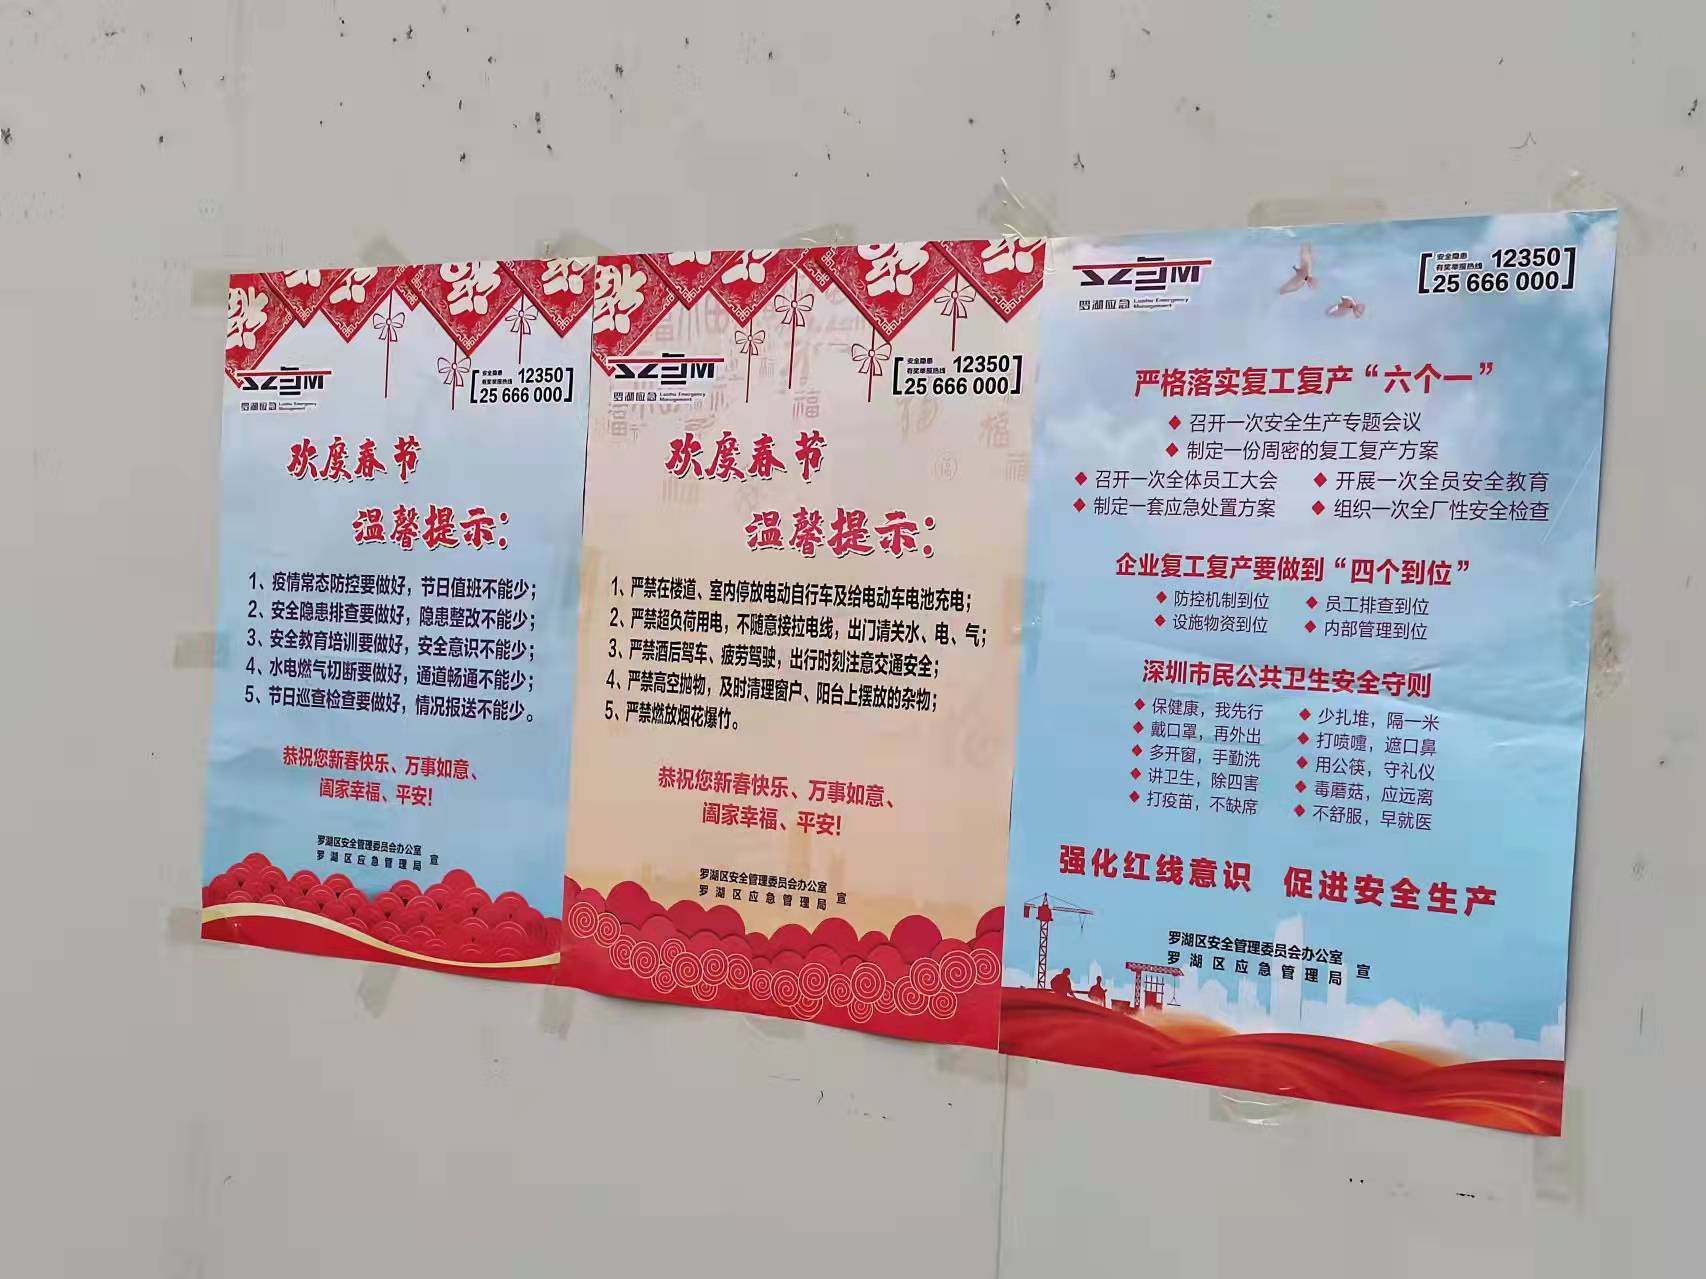 罗湖应急 Luohu Emergency Management
安全隐患
有奖举报热线 12350
25 666 000
欢度春节
温馨提示：
1、疫情常态防控要做好，节日值班不能少；
2、安全隐患排查要做好，隐患整改不能少；
3、安全教育培训要做好，安全意识不能少；
4、水电燃气切断要做好，通道畅通不能少；
5、节日巡查检查要做好，情况报送不能少。
恭祝您新春快乐、万事如意、
阖家幸福、平安！
罗湖区安全管理委员会办公室
罗湖区应急管理局 宣
罗湖应急 Luohu Emergency Management
安全隐患
有奖举报热线 12350
25 666 000
欢度春节
温馨提示：
1、严禁在楼道、室内停放电动自行车及给电动车电池充电；
2、严禁超负荷用电，不随意接拉电线，出门请关水、电、气；
3、严禁酒后驾车、疲劳驾驶，出行时刻注意交通安全；
4、严禁高空抛物，及时清理窗户、阳台上摆放的杂物；
5、严禁燃放烟花爆竹。
恭祝您新春快乐、万事如意、
阖家幸福、平安！
罗湖区安全管理委员会办公室
罗湖区应急管理局 宣
罗湖应急 Luohu Emergency Management
安全隐患
有奖举报热线 12350
25 666 000
严格落实复工复产“六个一”
召开一次安全生产专题会议
制定一份周密的复工复产方案
召开一次全体员工大会 开展一次全员安全教育
制定一套应急处置方案 组织一次全厂性安全检查
企业复工复产要做到“四个到位”
防控机制到位 员工排查到位
设施物资到位 内部管理到位
深圳市民公共卫生安全守则
保健康，我先行 少扎堆，隔一米
戴口罩，再外出 打喷嚏，遮口鼻
多开窗，手勤洗 用公筷，守礼仪
讲卫生，除四害 毒蘑菇，应远离
打疫苗，不缺席 不舒服，早就医
强化红线意识 促进安全生产
罗湖区安全管理委员会办公室
罗湖区应急管理局 宣